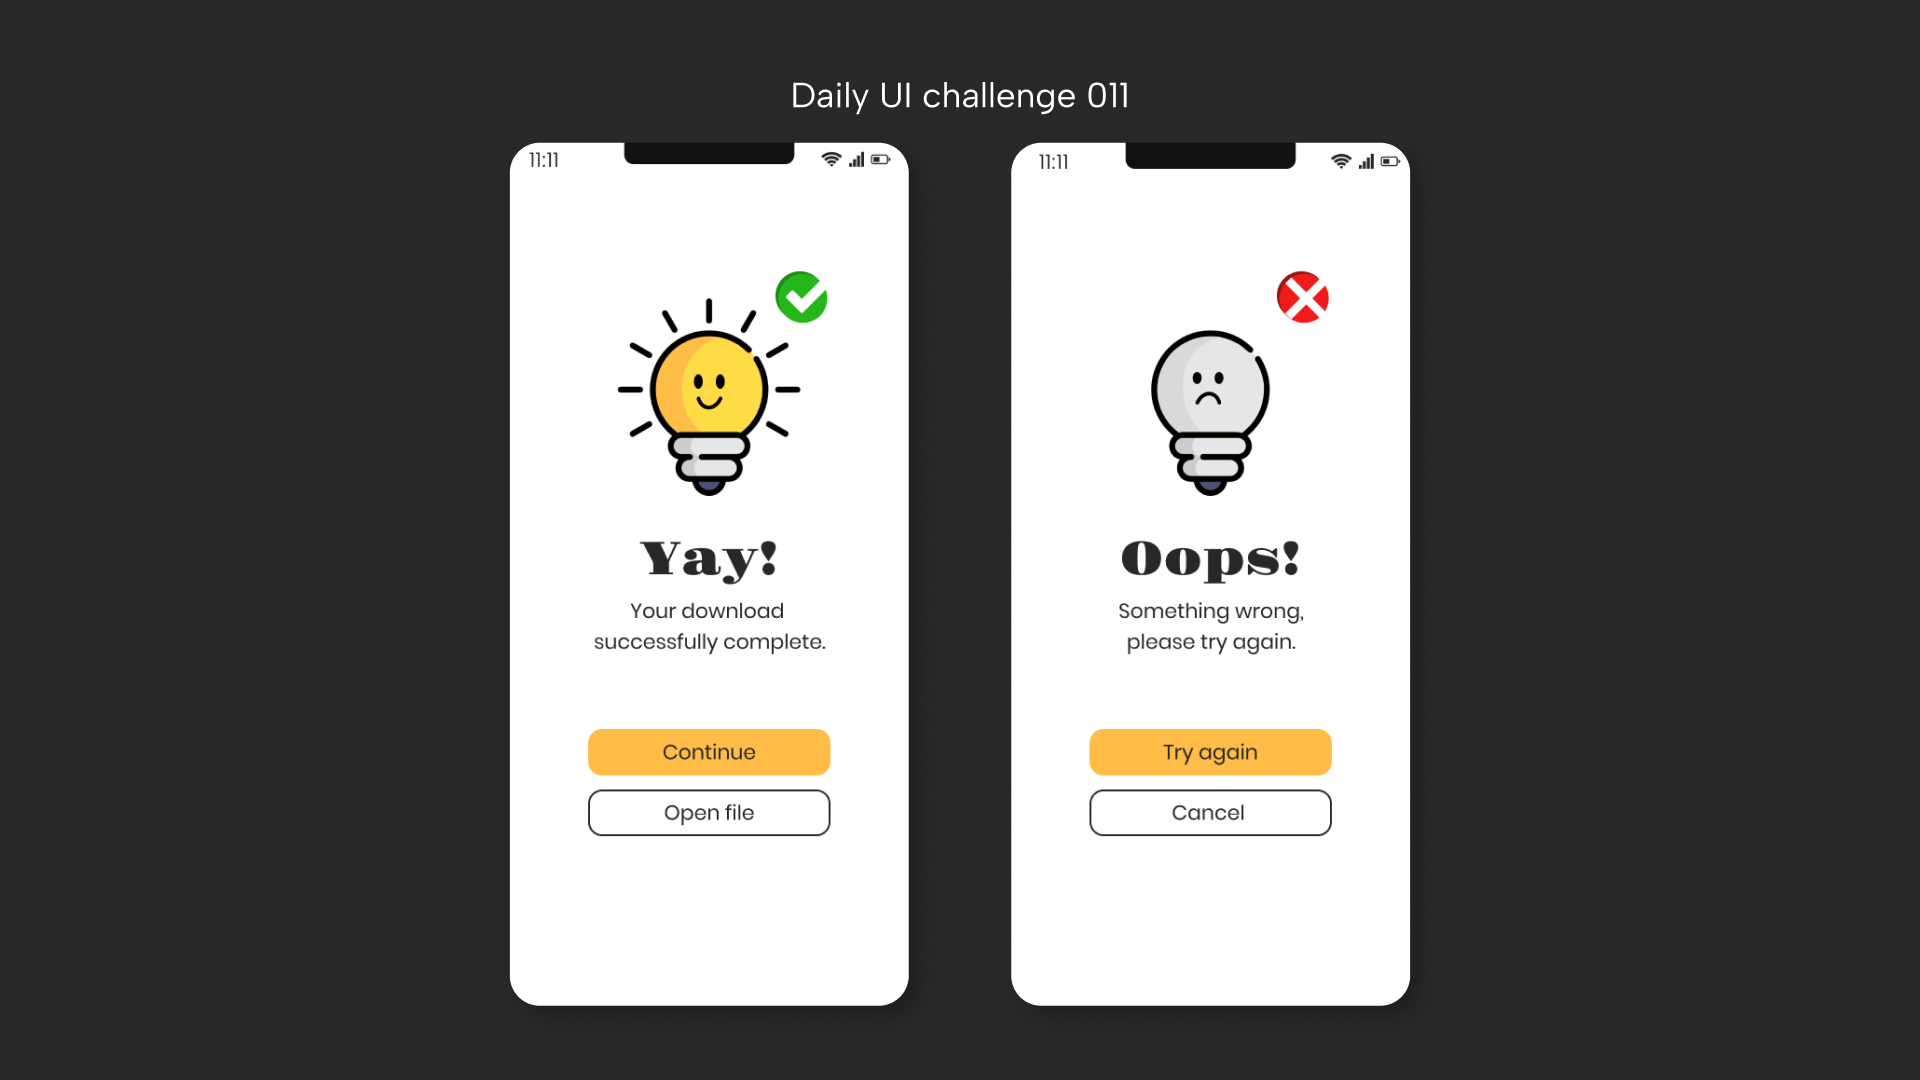 Daily UI challenge 011
11:11
Yay!
Your download
successfully complete.
Continue
Open file
11:11
Oops!
Something wrong,
please try again.
Try again
Cancel